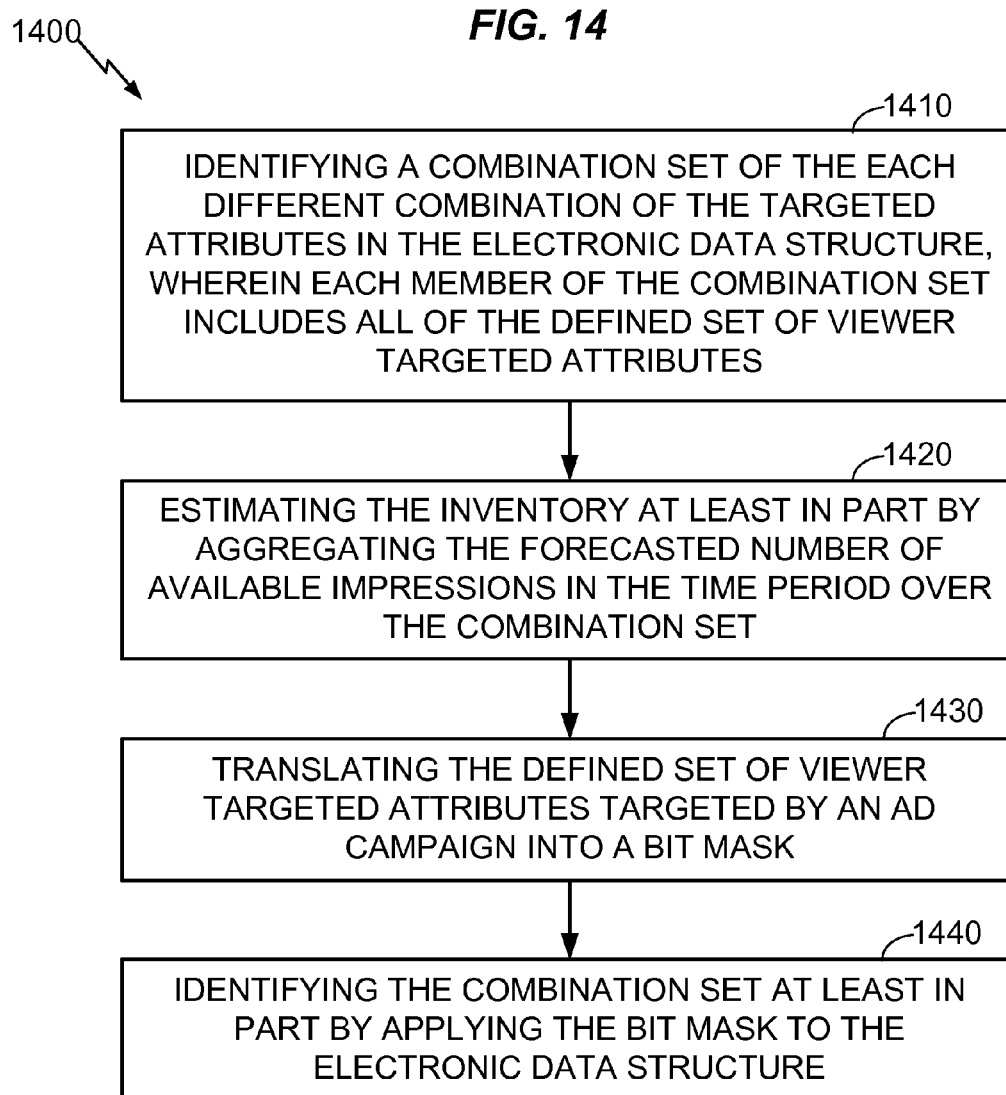 FIG. 14
1400
1410
IDENTIFYING A COMBINATION SET OF THE EACH
DIFFERENT COMBINATION OF THE TARGETED
ATTRIBUTES IN THE ELECTRONIC DATA STRUCTURE,
WHEREIN EACH MEMBER OF THE COMBINATION SET
INCLUDES ALL OF THE DEFINED SET OF VIEWER
TARGETED ATTRIBUTES
1420
ESTIMATING THE INVENTORY AT LEAST IN PART BY
AGGREGATING THE FORECASTED NUMBER OF
AVAILABLE IMPRESSIONS IN THE TIME PERIOD OVER
THE COMBINATION SET
1430
TRANSLATING THE DEFINED SET OF VIEWER
TARGETED ATTRIBUTES TARGETED BY AN AD
CAMPAIGN INTO A BIT MASK
1440
IDENTIFYING THE COMBINATION SET AT LEAST IN
PART BY APPLYING THE BIT MASK TO THE
ELECTRONIC DATA STRUCTURE